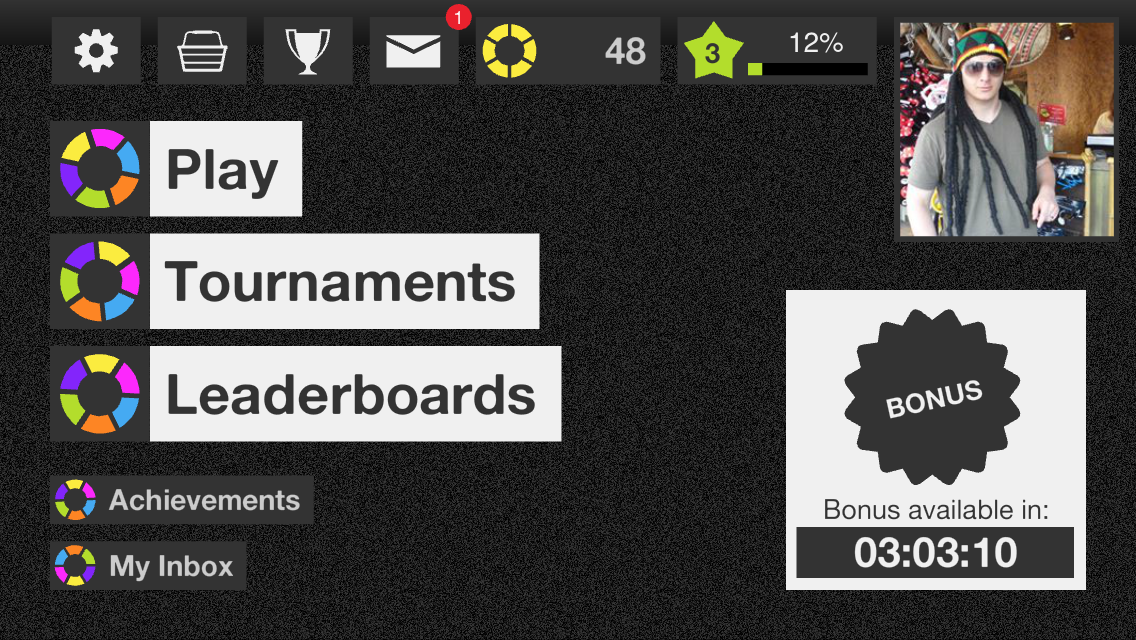 1
48
3
12%
Play
Tournaments
Leaderboards
Achievements
My Inbox
BONUS
Bonus available in:
03:03:10